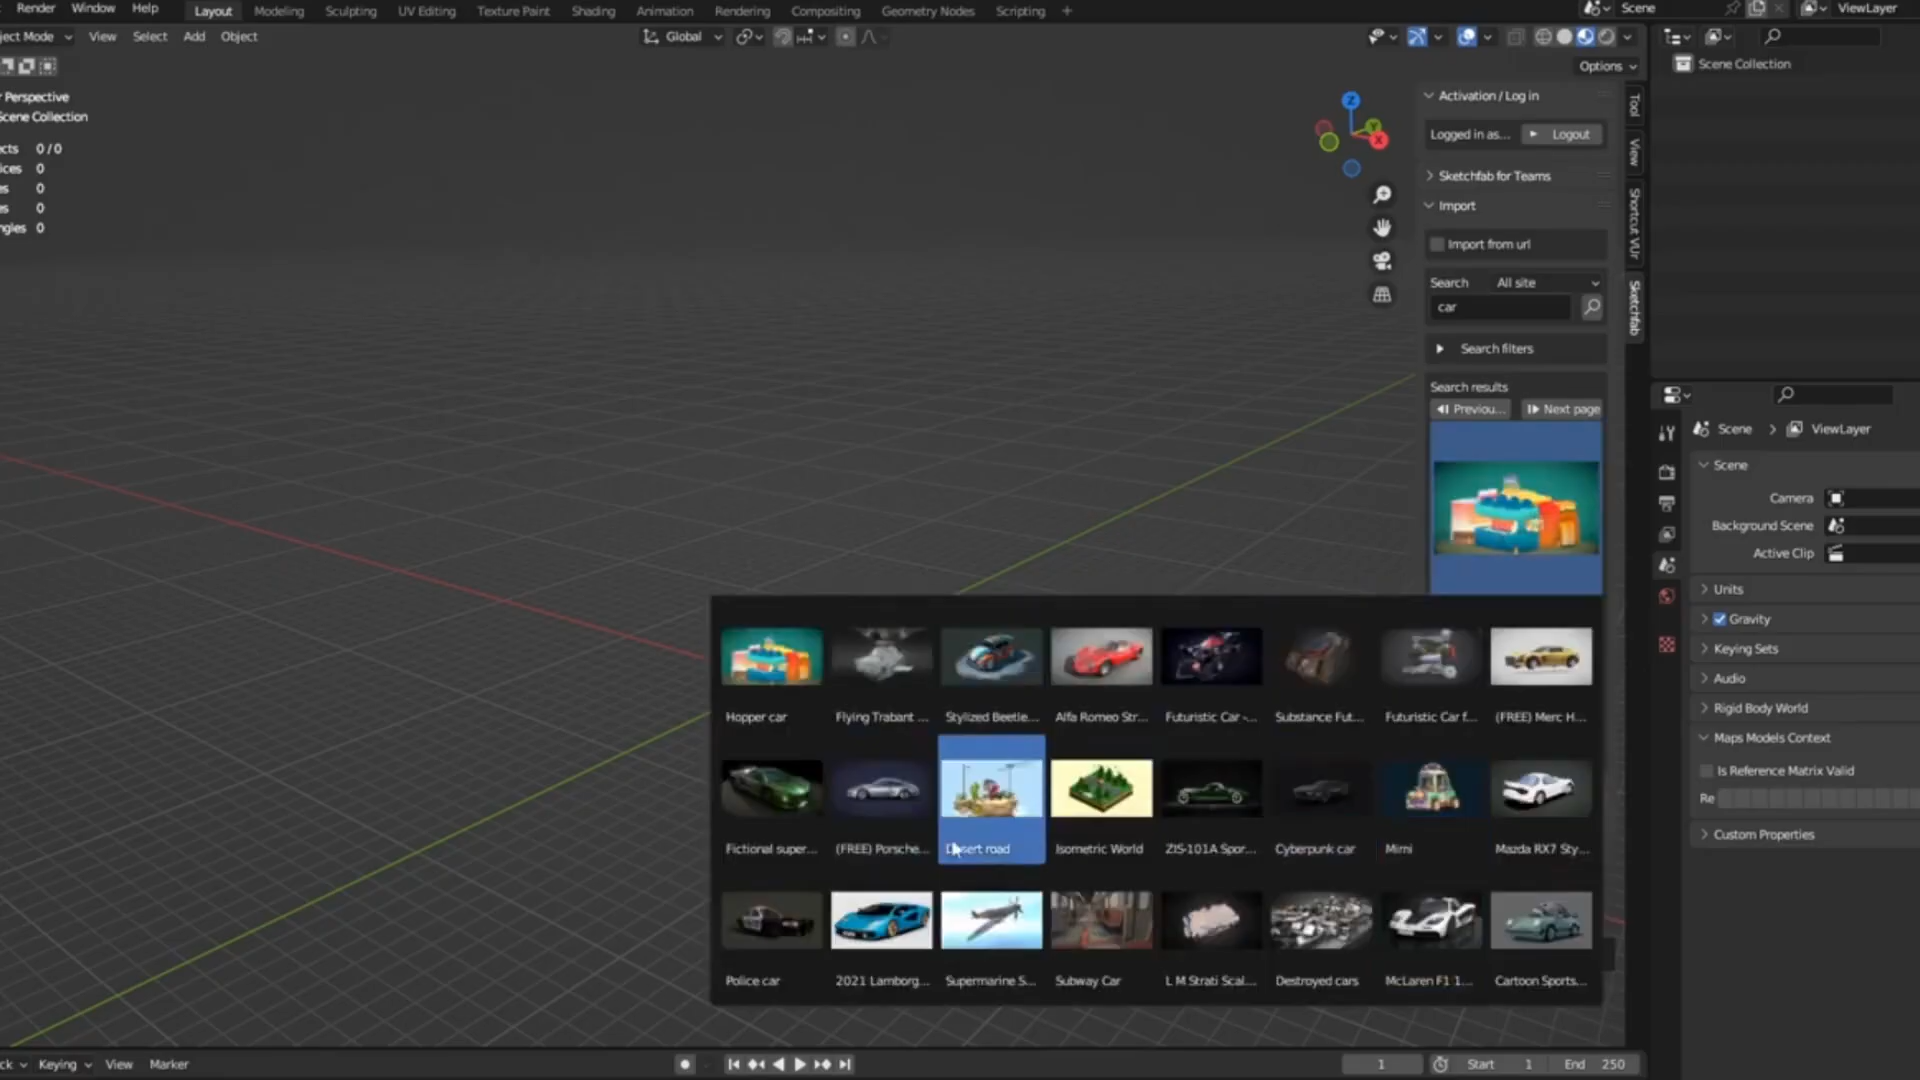 Render Window Help Layout Modeling Sculpting UV Editing Texture Paint Shading Animation Rendering Compositing Geometry Nodes Scripting + Scene ViewLayer
ject Mode View Select Add Object Global
Options
Perspective
Scene Collection
cts 0/0
ices 0
es 0
es 0
ngles 0
Z
Y
X
Activation / Log in
Logged in as... Logout
Sketchfab for Teams
Import
Import from url
Search All site
car
Search filters
Search results
Previou... Next page
Tool
View
Shortcut VUr
Sketchfab
Hopper car Flying Trabant ... Stylized Beetle... Alfa Romeo Str... Futuristic Car -... Substance Fut... Futuristic Car f... (FREE) Merc H...
Fictional super... (FREE) Porsche... Desert road Isometric World ZIS-101A Spor... Cyberpunk car Mimi Mazda RX7 Sty...
Police car 2021 Lamborg... Supermarine S... Subway Car L M Strati Scal... Destroyed cars McLaren F1 1... Cartoon Sports...
Scene Collection
Scene > ViewLayer
Scene
Camera
Background Scene
Active Clip
Units
Gravity
Keying Sets
Audio
Rigid Body World
Maps Models Context
Is Reference Matrix Valid
Re
Custom Properties
ck Keying View Marker 1 Start 1 End 250